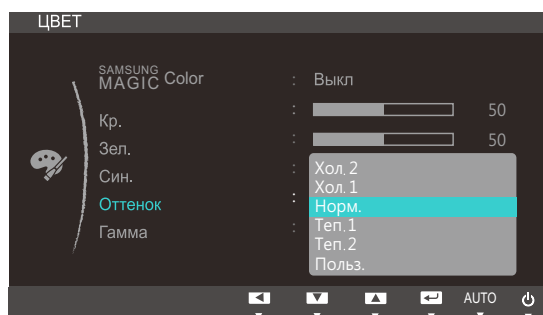 ЦВЕТ
SAMSUNG
MAGIC Color : Выкл
Кр. : 50
Зел. : 50
Син. :
Оттенок :
Гамма :
Хол.2
Хол.1
Норм.
Теп.1
Теп.2
Польз.
AUTO